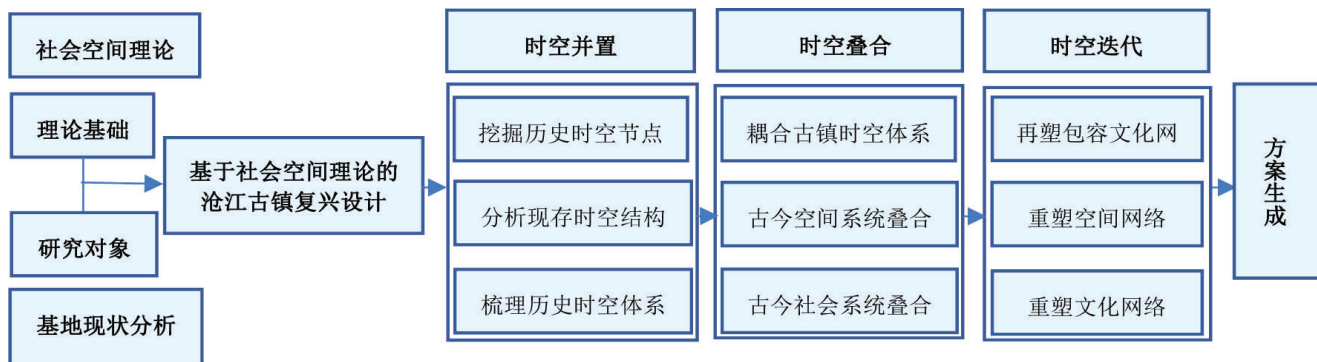 社会空间理论
理论基础
研究对象
基地现状分析
基于社会空间理论的
沧江古镇复兴设计
时空并置
挖掘历史时空节点
分析现存时空结构
梳理历史时空体系
时空叠合
耦合古镇时空体系
古今空间系统叠合
古今社会系统叠合
时空迭代
再塑包容文化网
重塑空间网络
重塑文化网络
方案生成